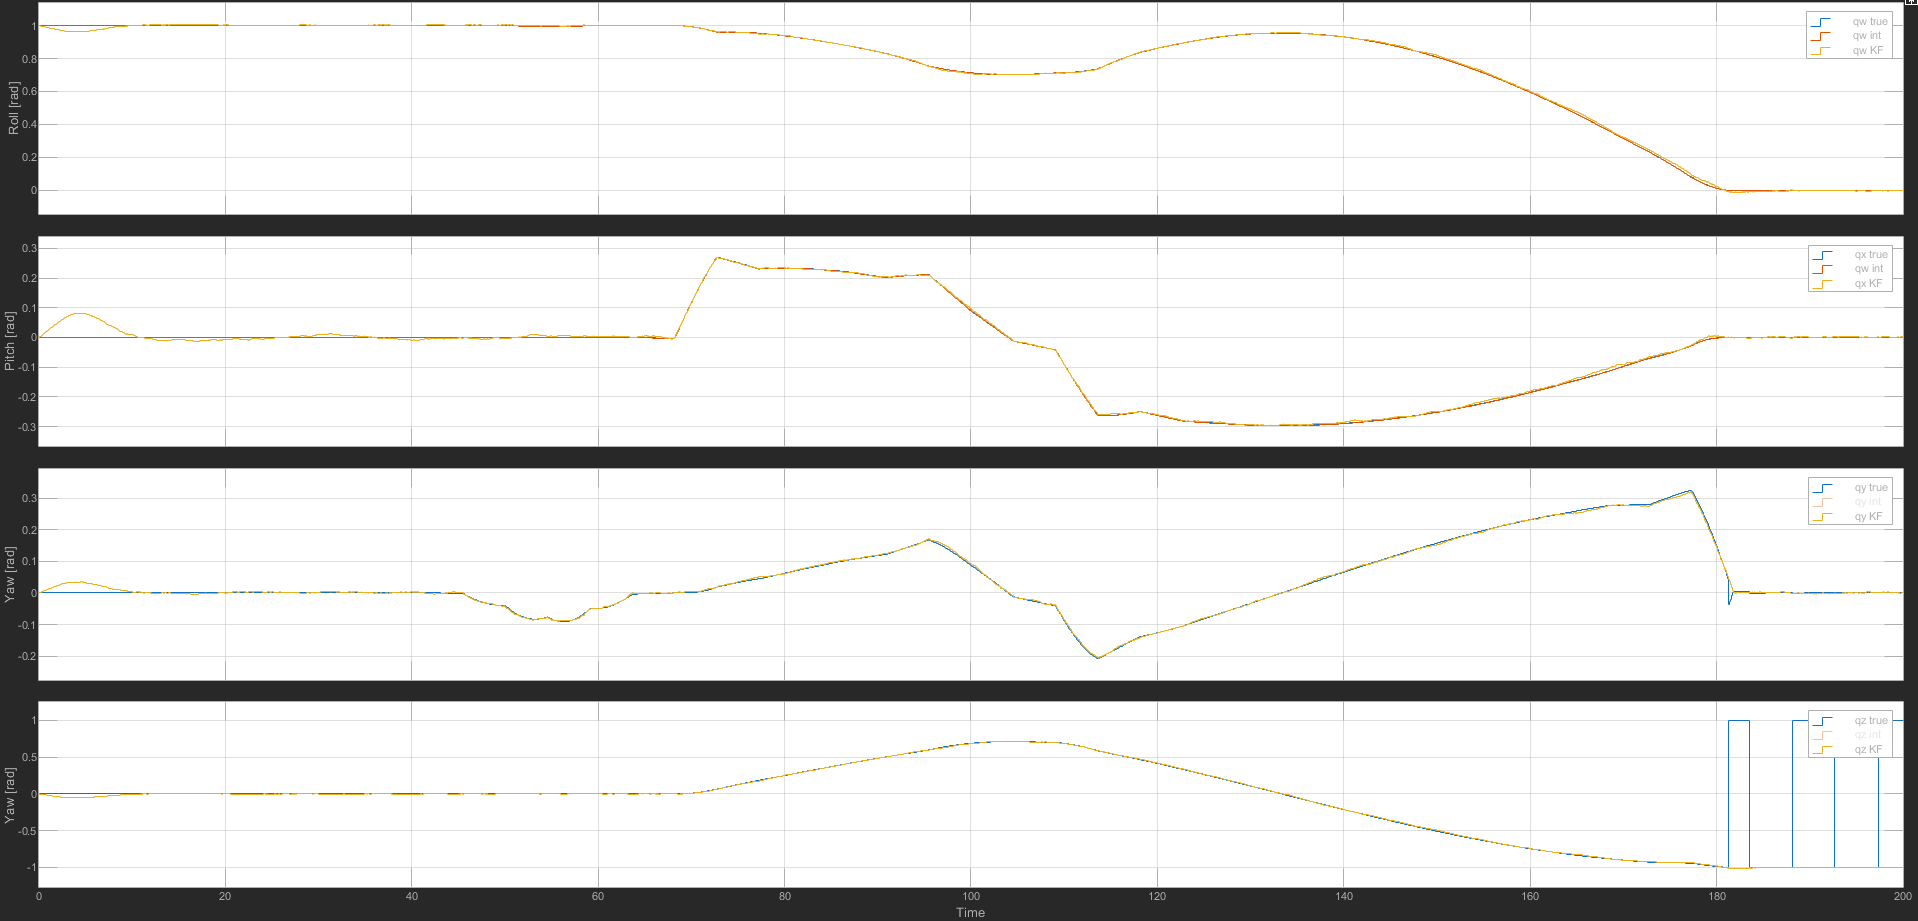 1
0.8
0.6
0.4
0.2
0
Roll [rad]
qw true
qw int
qw KF
0.3
0.2
0.1
0
-0.1
-0.2
-0.3
Pitch [rad]
qx true
qw int
qx KF
0.3
0.2
0.1
0
-0.1
-0.2
Yaw [rad]
qy true
qy int
qy KF
1
0.5
0
-0.5
-1
Yaw [rad]
qz true
qz int
qz KF
0 20 40 60 80 100 120 140 160 180 200
Time